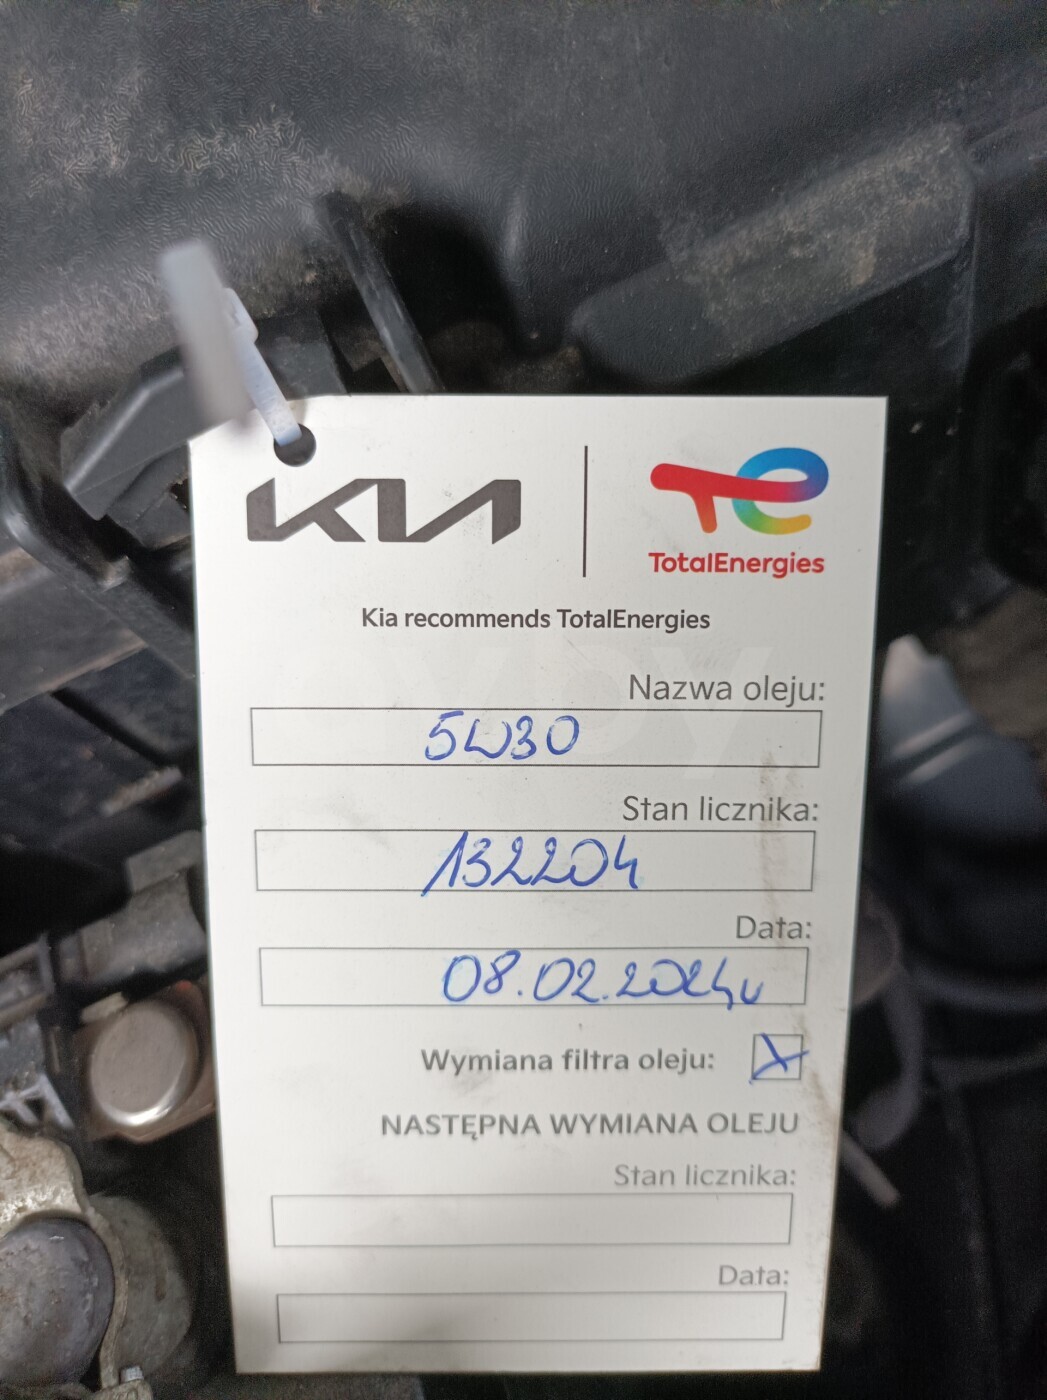 KIA
TotalEnergies
Kia recommends TotalEnergies
Nazwa oleju:
5W30
Stan licznika:
132204
Data:
08.02.2024
Wymiana filtra oleju:
NASTĘPNA WYMIANA OLEJU
Stan licznika:
Data: